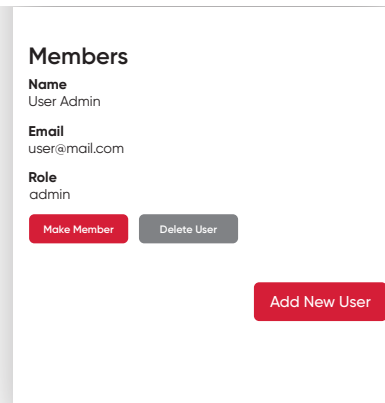 Members
Name
User Admin
Email
user@mail.com
Role
admin
Make Member Delete User
Add New User